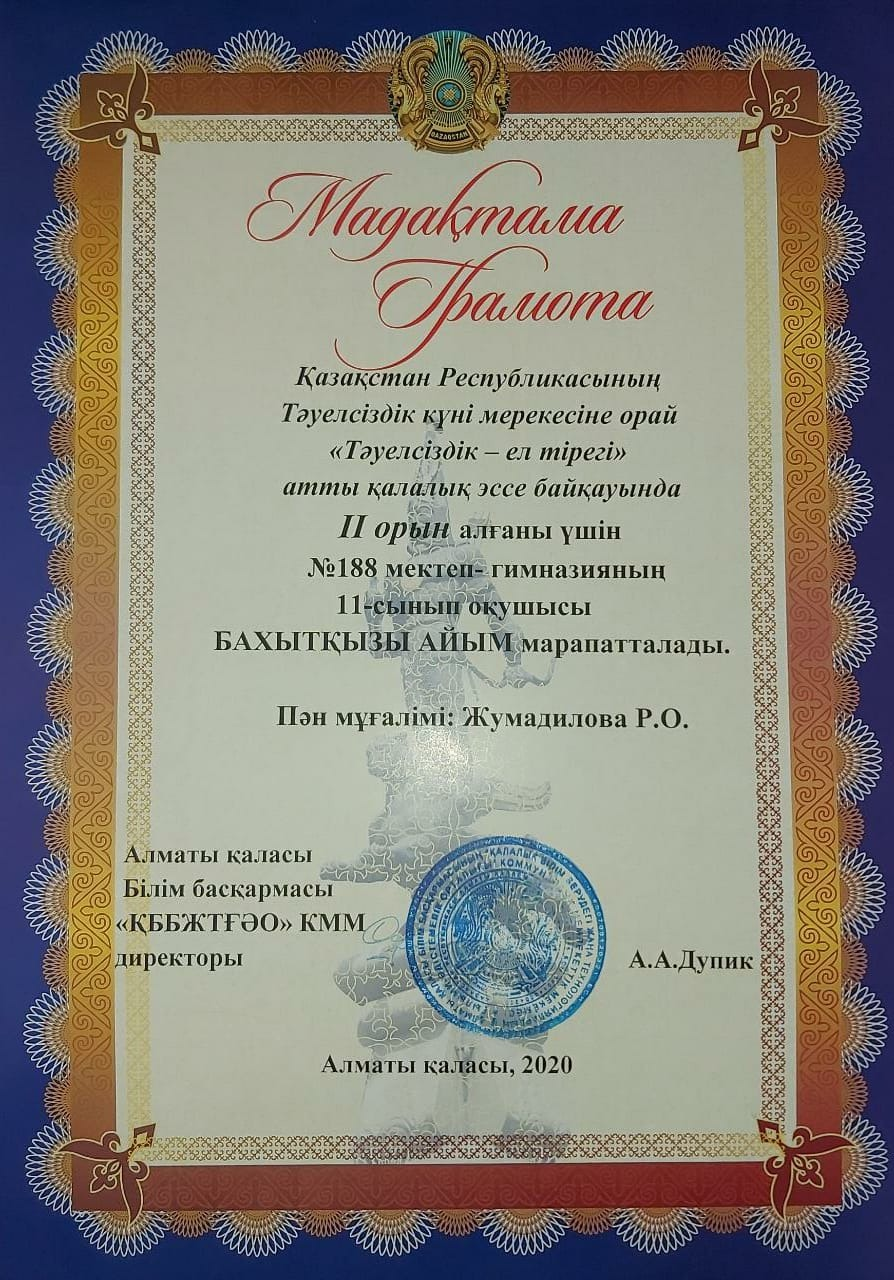 QAZAQSTAN
Мадақтама
Грамота
Қазақстан Республикасының
Тәуелсіздік күні мерекесіне орай
«Тәуелсіздік – ел тірегі»
атты қалалық эссе байқауында
II орын алғаны үшін
№188 мектеп- гимназияның
11-сынып оқушысы
БАХЫТҚЫЗЫ АЙЫМ марапатталады.
Пән мұғалімі: Жумадилова Р.О.
Алматы қаласы
Білім басқармасы
«ҚББЖТҒӘО» КММ
директоры
А.А.Дупик
Алматы қаласы, 2020